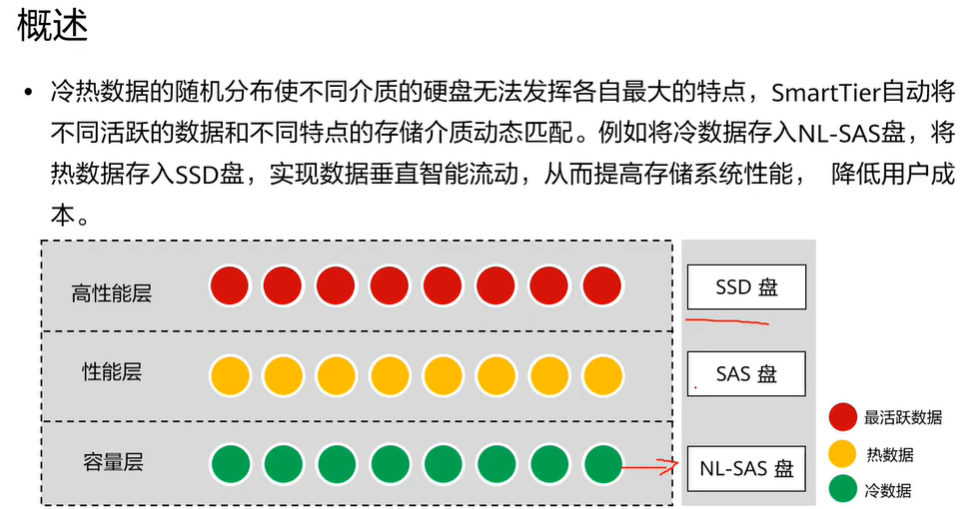 概述
• 冷热数据的随机分布使不同介质的硬盘无法发挥各自最大的特点，SmartTier自动将
不同活跃的数据和不同特点的存储介质动态匹配。例如将冷数据存入NL-SAS盘，将
热数据存入SSD盘，实现数据垂直智能流动，从而提高存储系统性能， 降低用户成
本。
高性能层
SSD 盘
性能层
SAS 盘
容量层
NL-SAS 盘
最活跃数据
热数据
冷数据